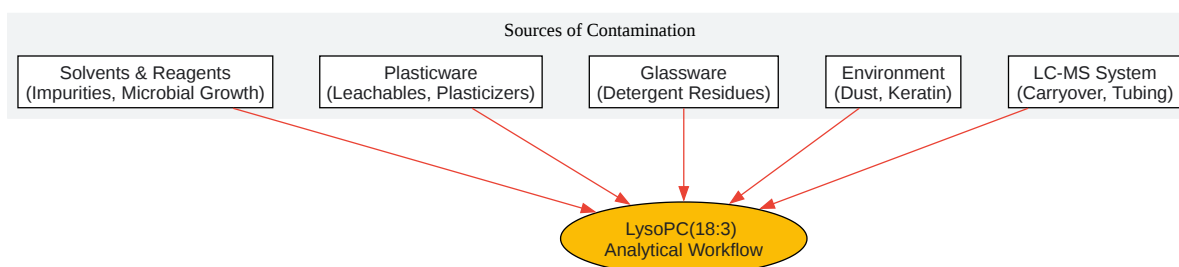 Sources of Contamination
Solvents & Reagents
(Impurities, Microbial Growth)
Plasticware
(Leachables, Plasticizers)
Glassware
(Detergent Residues)
Environment
(Dust, Keratin)
LC-MS System
(Carryover, Tubing)
LysoPC(18:3)
Analytical Workflow